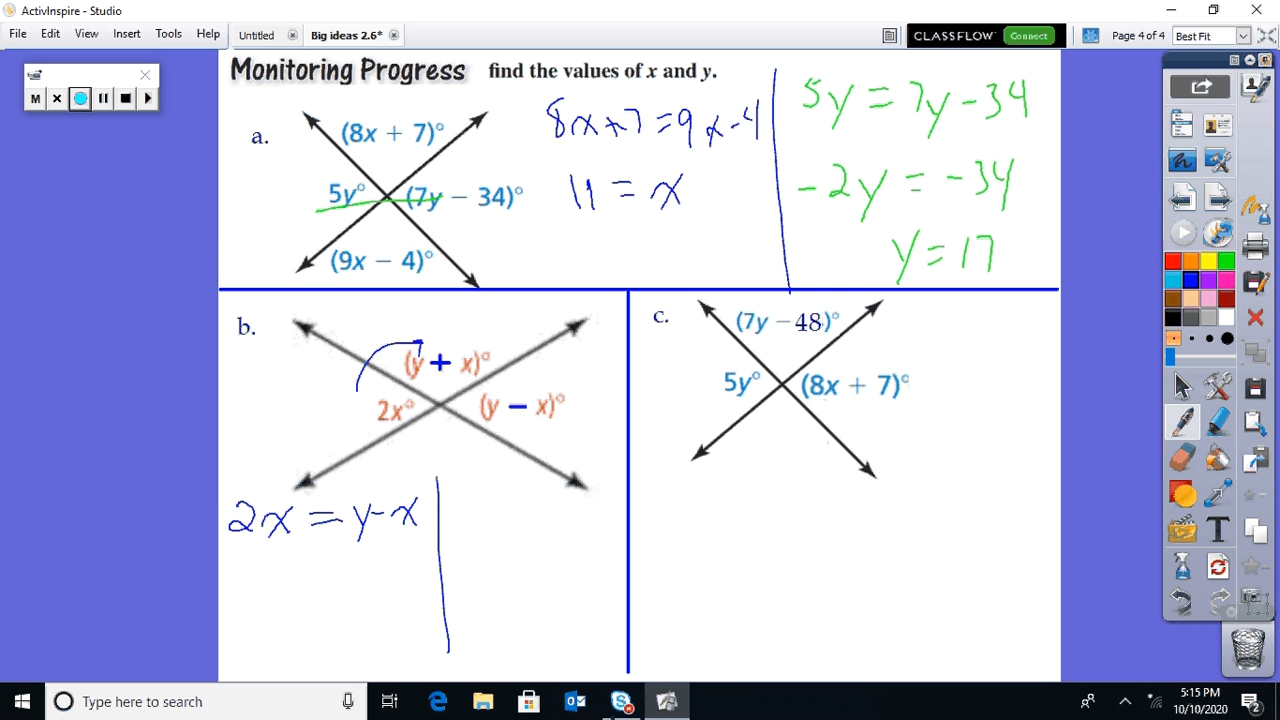 ActivInspire - Studio
File Edit View Insert Tools Help
Untitled
Big ideas 2.6*
CLASSFLOW Connect
Page 4 of 4
Best Fit
Monitoring Progress find the values of x and y.
a.
(8x + 7)°
5y°
(7y − 34)°
(9x − 4)°
8x+7 = 9x-4
11 = x
5y = 7y - 34
-2y = -34
y = 17
b.
(y + x)°
2x°
(y − x)°
2x = y-x
c.
(7y − 48)°
5y°
(8x + 7)°
M
T
Type here to search
5:15 PM
10/10/2020
2